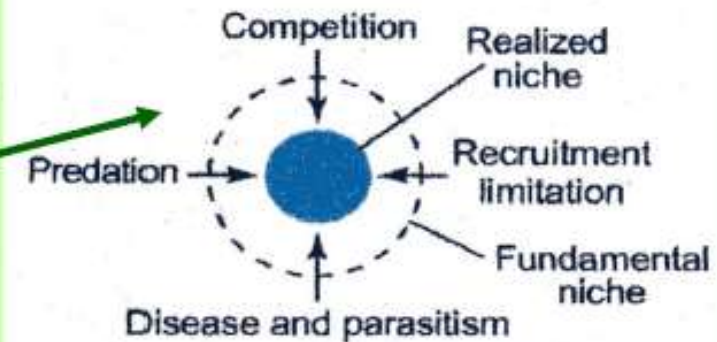 Competition
Realized
niche
Predation
Recruitment
limitation
Fundamental
niche
Disease and parasitism